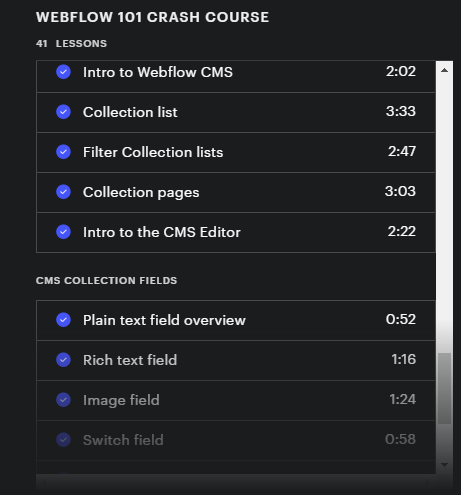 WEBFLOW 101 CRASH COURSE
41 LESSONS
Intro to Webflow CMS 2:02
Collection list 3:33
Filter Collection lists 2:47
Collection pages 3:03
Intro to the CMS Editor 2:22
CMS COLLECTION FIELDS
Plain text field overview 0:52
Rich text field 1:16
Image field 1:24
Switch field 0:58